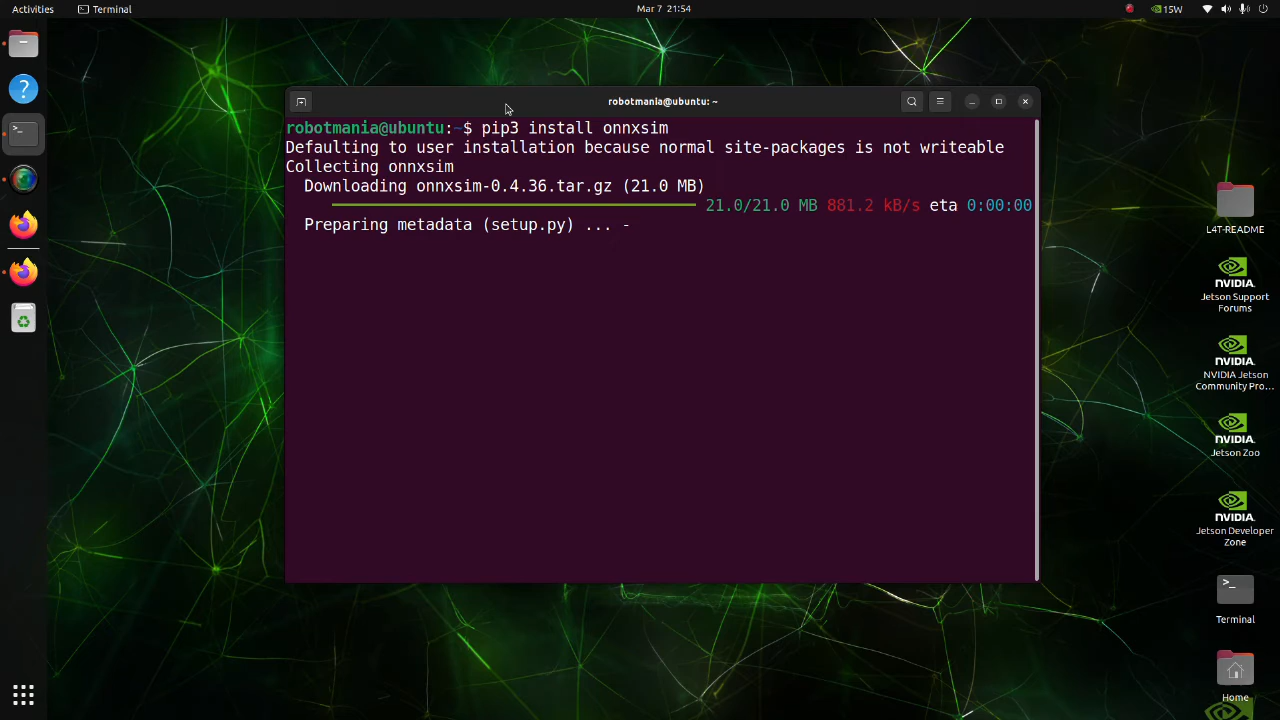 Activities
Terminal
Mar 7 21:54
15W
robotmania@ubuntu: ~
robotmania@ubuntu:~$ pip3 install onnxsim
Defaulting to user installation because normal site-packages is not writeable
Collecting onnxsim
Downloading onnxsim-0.4.36.tar.gz (21.0 MB)
21.0/21.0 MB 881.2 kB/s eta 0:00:00
Preparing metadata (setup.py) ... -
L4T-README
NVIDIA
Jetson Support
Forums
NVIDIA
NVIDIA Jetson
Community Pro...
NVIDIA
Jetson Zoo
NVIDIA
Jetson Developer
Zone
>_
Terminal
Home